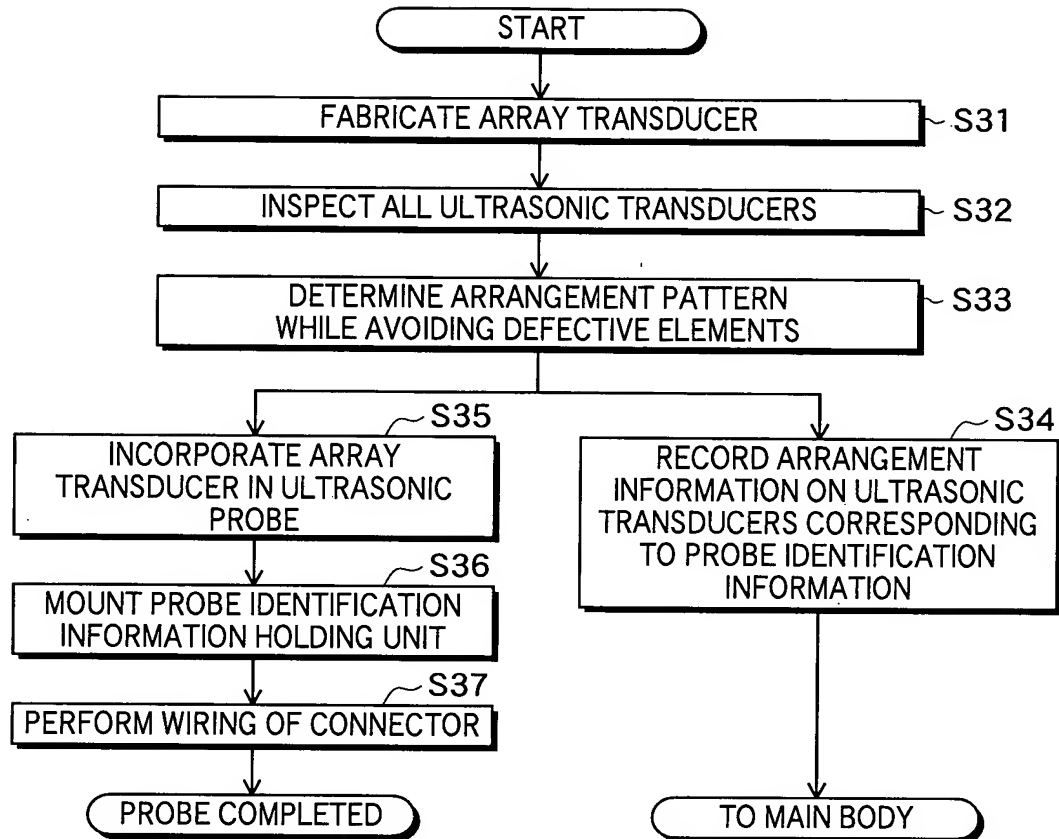 START
FABRICATE ARRAY TRANSDUCER
S31
INSPECT ALL ULTRASONIC TRANSDUCERS
S32
DETERMINE ARRANGEMENT PATTERN
WHILE AVOIDING DEFECTIVE ELEMENTS
S33
S35
INCORPORATE ARRAY
TRANSDUCER IN ULTRASONIC
PROBE
S36
MOUNT PROBE IDENTIFICATION
INFORMATION HOLDING UNIT
S37
PERFORM WIRING OF CONNECTOR
PROBE COMPLETED
S34
RECORD ARRANGEMENT
INFORMATION ON ULTRASONIC
TRANSDUCERS CORRESPONDING
TO PROBE IDENTIFICATION
INFORMATION
TO MAIN BODY